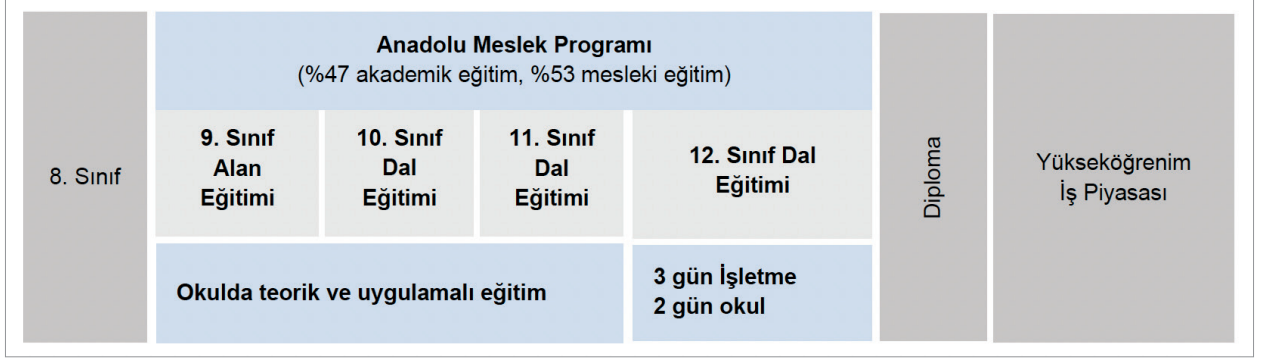 8. Sınıf
Anadolu Meslek Programı
(%47 akademik eğitim, %53 mesleki eğitim)
9. Sınıf
Alan
Eğitimi
10. Sınıf
Dal
Eğitimi
11. Sınıf
Dal
Eğitimi
12. Sınıf Dal
Eğitimi
Okulda teorik ve uygulamalı eğitim
3 gün İşletme
2 gün okul
Diploma
Yükseköğrenim
İş Piyasası